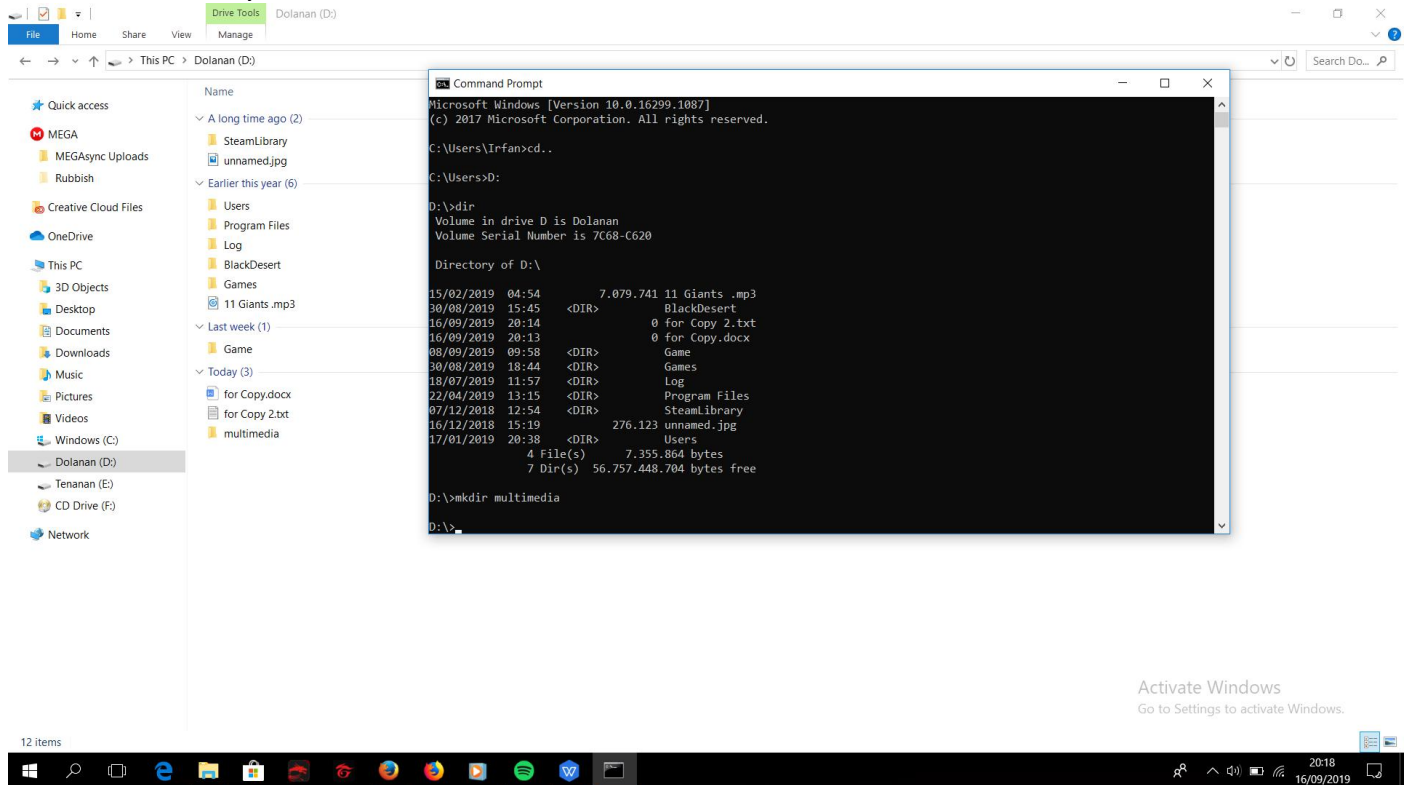 Drive Tools Dolanan (D:)
File Home Share View Manage
This PC > Dolanan (D:)
Search Do...
Quick access
MEGA
MEGAsync Uploads
Rubbish
Creative Cloud Files
OneDrive
This PC
3D Objects
Desktop
Documents
Downloads
Music
Pictures
Videos
Windows (C:)
Dolanan (D:)
Tenanan (E:)
CD Drive (F:)
Network
Name
A long time ago (2)
SteamLibrary
unnamed.jpg
Earlier this year (6)
Users
Program Files
Log
BlackDesert
Games
11 Giants .mp3
Last week (1)
Game
Today (3)
for Copy.docx
for Copy 2.txt
multimedia
Command Prompt
Microsoft Windows [Version 10.0.16299.1087]
(c) 2017 Microsoft Corporation. All rights reserved.
C:\Users\Irfan>cd..
C:\Users>D:
D:\>dir
Volume in drive D is Dolanan
Volume Serial Number is 7C68-C620
Directory of D:\
15/02/2019 04:54 7.079.741 11 Giants .mp3
30/08/2019 15:45 <DIR> BlackDesert
16/09/2019 20:14 0 for Copy 2.txt
16/09/2019 20:13 0 for Copy.docx
08/09/2019 09:58 <DIR> Game
30/08/2019 18:44 <DIR> Games
18/07/2019 11:57 <DIR> Log
22/04/2019 13:15 <DIR> Program Files
07/12/2018 12:54 <DIR> SteamLibrary
16/12/2018 15:19 276.123 unnamed.jpg
17/01/2019 20:38 <DIR> Users
4 File(s) 7.355.864 bytes
7 Dir(s) 56.757.448.704 bytes free
D:\>mkdir multimedia
D:\>_
Activate Windows
Go to Settings to activate Windows.
12 items
20:18
16/09/2019